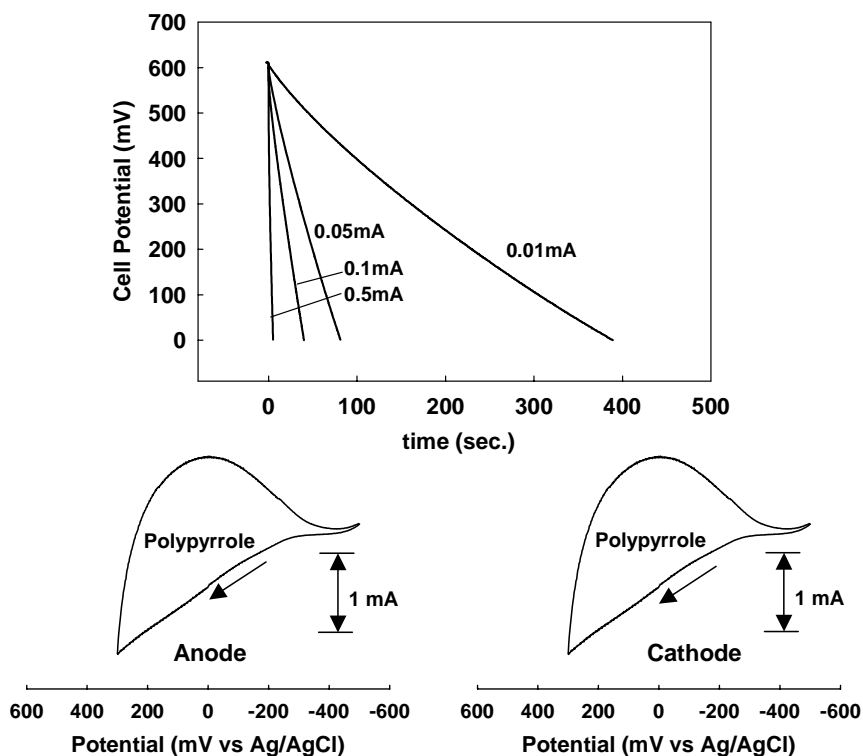 700
600
500
400
300
200
100
0
Cell Potential (mV)
0.05mA
0.01mA
0.1mA
0.5mA
0 100 200 300 400 500
time (sec.)
Polypyrrole
1 mA
Anode
600 400 200 0 -200 -400 -600
Potential (mV vs Ag/AgCl)
Polypyrrole
1 mA
Cathode
600 400 200 0 -200 -400 -600
Potential (mV vs Ag/AgCl)